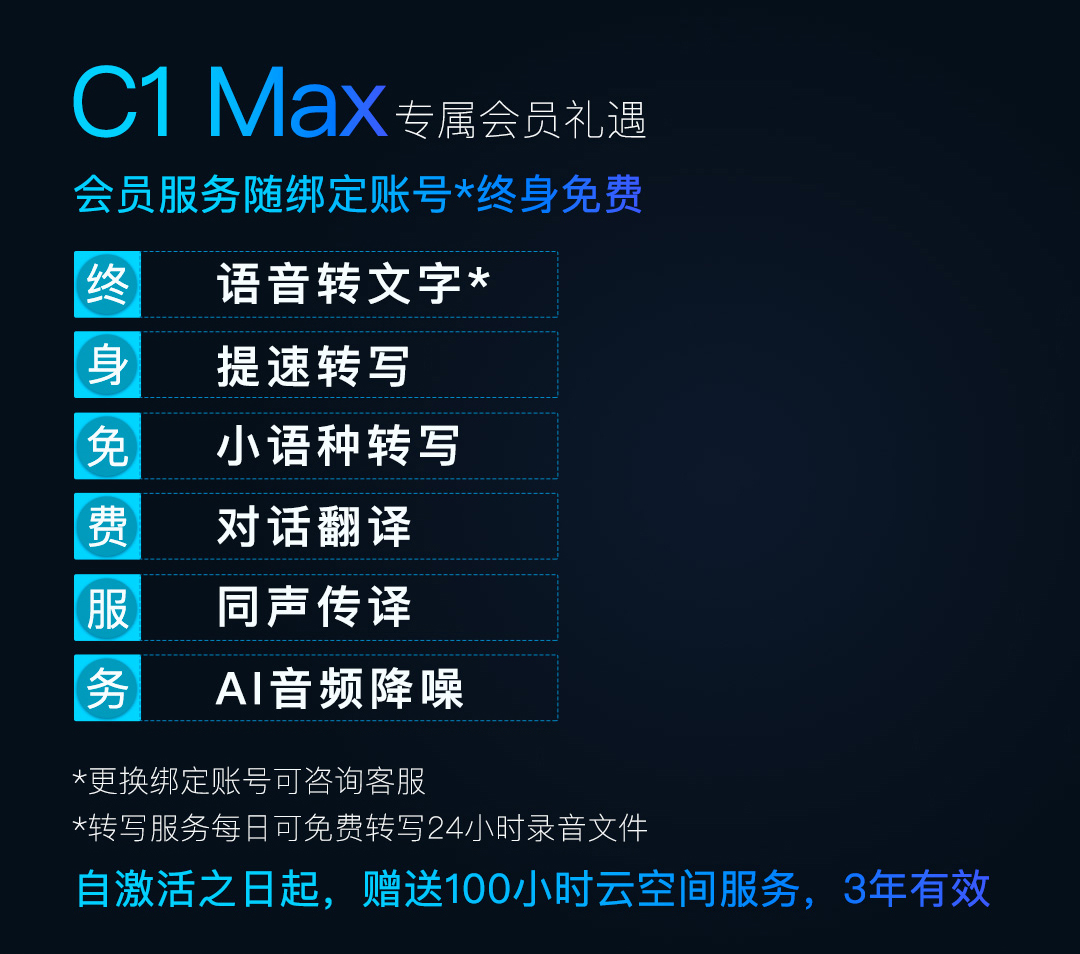 C1 Max 专属会员礼遇
会员服务随绑定账号*终身免费
终 语音转文字*
身 提速转写
免 小语种转写
费 对话翻译
服 同声传译
务 AI音频降噪
*更换绑定账号可咨询客服
*转写服务每日可免费转写24小时录音文件
自激活之日起，赠送100小时云空间服务，3年有效